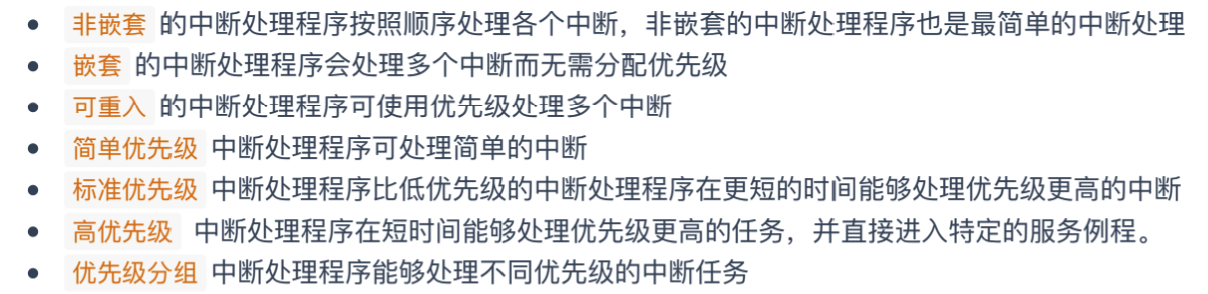 非嵌套 的中断处理程序按照顺序处理各个中断，非嵌套的中断处理程序也是最简单的中断处理
嵌套 的中断处理程序会处理多个中断而无需分配优先级
可重入 的中断处理程序可使用优先级处理多个中断
简单优先级 中断处理程序可处理简单的中断
标准优先级 中断处理程序比低优先级的中断处理程序在更短的时间能够处理优先级更高的中断
高优先级 中断处理程序在短时间能够处理优先级更高的任务，并直接进入特定的服务例程。
优先级分组 中断处理程序能够处理不同优先级的中断任务